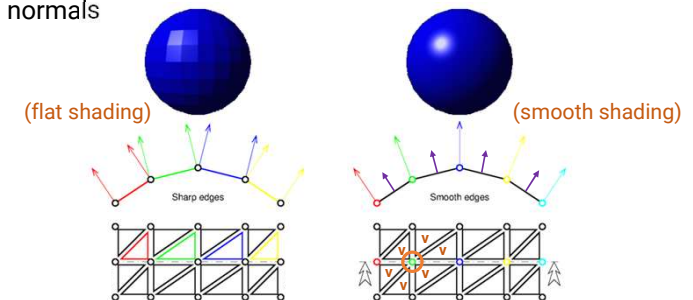 normals
(flat shading)
(smooth shading)
Sharp edges
Smooth edges
v
v v
v v
v